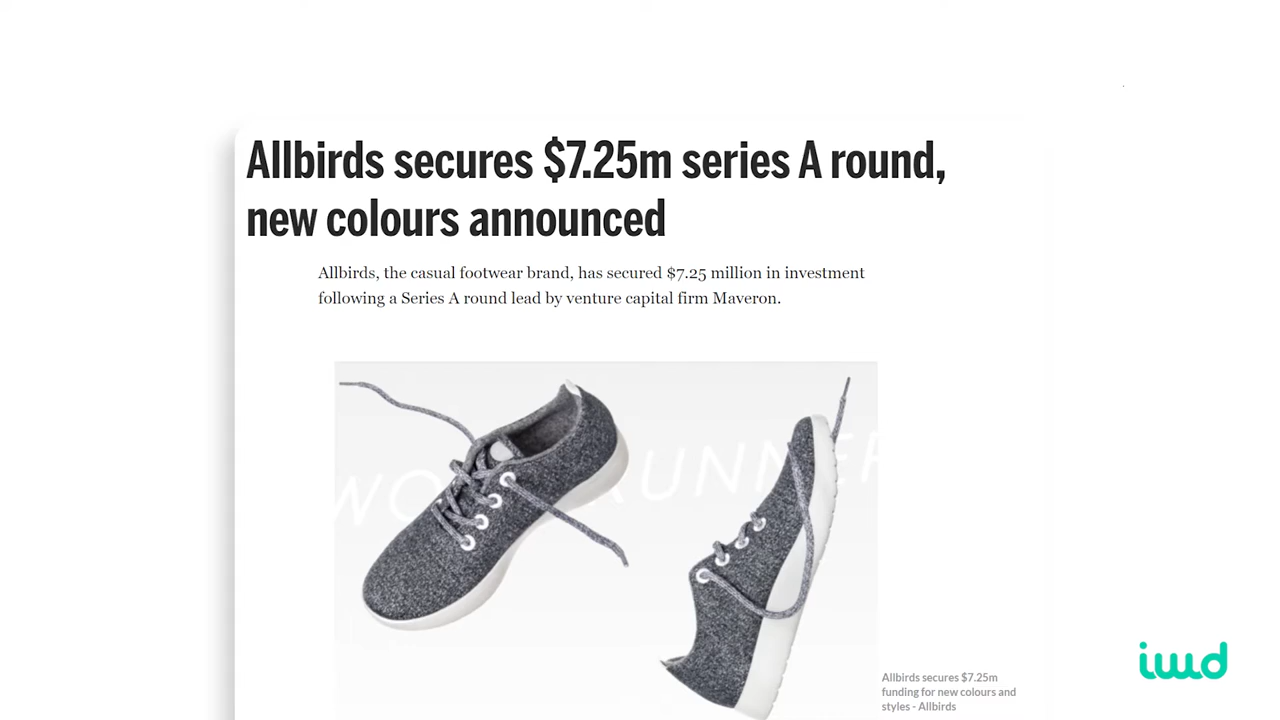 Allbirds secures $7.25m series A round,
new colours announced
Allbirds, the casual footwear brand, has secured $7.25 million in investment
following a Series A round lead by venture capital firm Maveron.
WO RUNNER
Allbirds secures $7.25m
funding for new colours and
styles - Allbirds
iwd